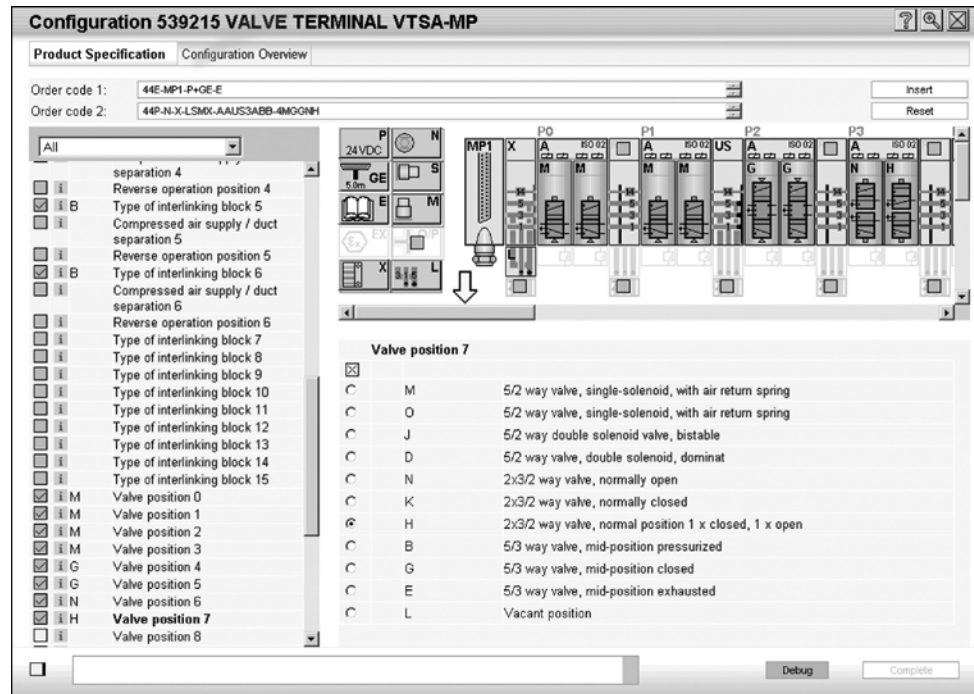 Configuration 539215 VALVE TERMINAL VTSA-MP
Product Specification Configuration Overview
Order code 1: 44E-MP1-P+GE-E Insert
Order code 2: 44P-N-X-LSMX-AAUS3ABB-4MGGNH Reset
All
separation 4
Reverse operation position 4
B Type of interlinking block 5
Compressed air supply / duct
separation 5
Reverse operation position 5
B Type of interlinking block 6
Compressed air supply / duct
separation 6
Reverse operation position 6
Type of interlinking block 7
Type of interlinking block 8
Type of interlinking block 9
Type of interlinking block 10
Type of interlinking block 11
Type of interlinking block 12
Type of interlinking block 13
Type of interlinking block 14
Type of interlinking block 15
M Valve position 0
M Valve position 1
M Valve position 2
M Valve position 3
G Valve position 4
G Valve position 5
N Valve position 6
H Valve position 7
Valve position 8
P N
24 VDC
GE S
5.0m
E M
EX O/P
X L
P0 P1 P2 P3
MP1 X A ISO 02 A ISO 02 US A ISO 02 A ISO 02
M M M M G G N H
L
Valve position 7
M 5/2 way valve, single-solenoid, with air return spring
O 5/2 way valve, single-solenoid, with air return spring
J 5/2 way double solenoid valve, bistable
D 5/2 way valve, double solenoid, dominat
N 2x3/2 way valve, normally open
K 2x3/2 way valve, normally closed
H 2x3/2 way valve, normal position 1 x closed, 1 x open
B 5/3 way valve, mid-position pressurized
G 5/3 way valve, mid-position closed
E 5/3 way valve, mid-position exhausted
L Vacant position
Debug Complete